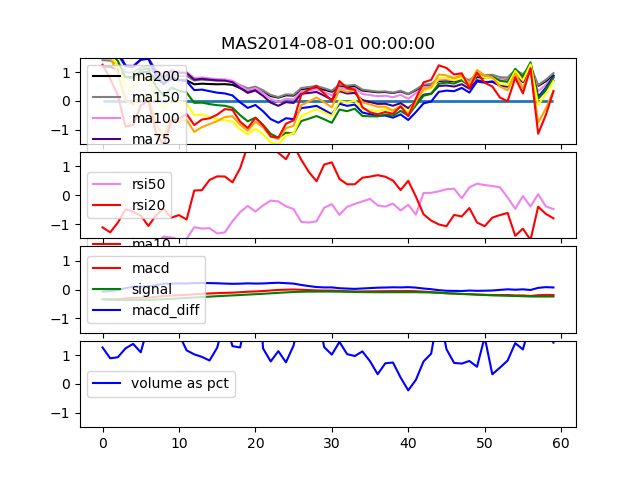 MAS2014-08-01 00:00:00
1
0
−1
ma200
ma150
ma100
ma75
1
0
−1
rsi50
rsi20
ma10
1
0
−1
macd
signal
macd_diff
1
0
−1
volume as pct
0 10 20 30 40 50 60